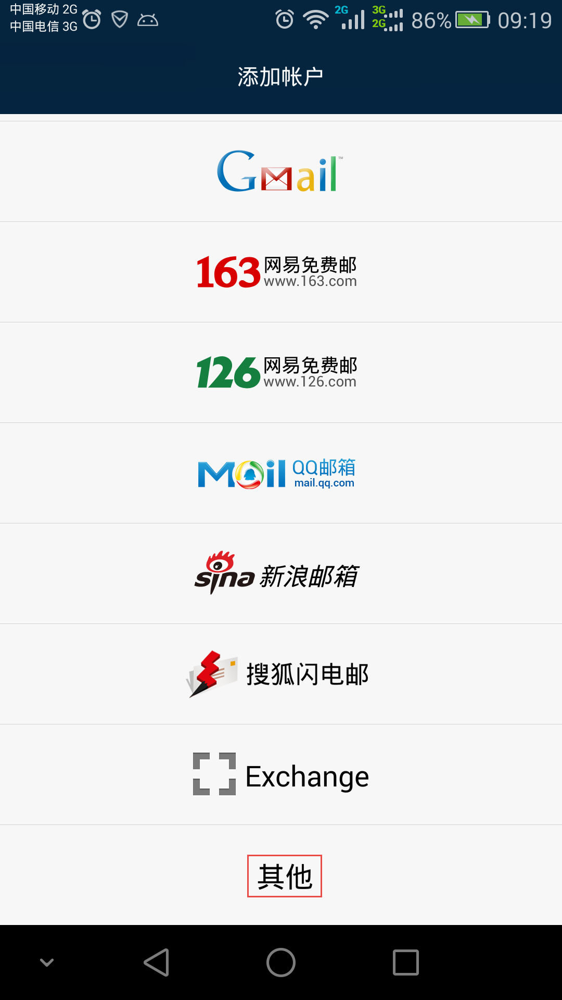 中国移动 2G
中国电信 3G
2G
3G
2G
86%
09:19
添加帐户
Gmail™
163 网易免费邮
www.163.com
126 网易免费邮
www.126.com
Mail QQ邮箱
mail.qq.com
sina 新浪邮箱
搜狐闪电邮
Exchange
其他